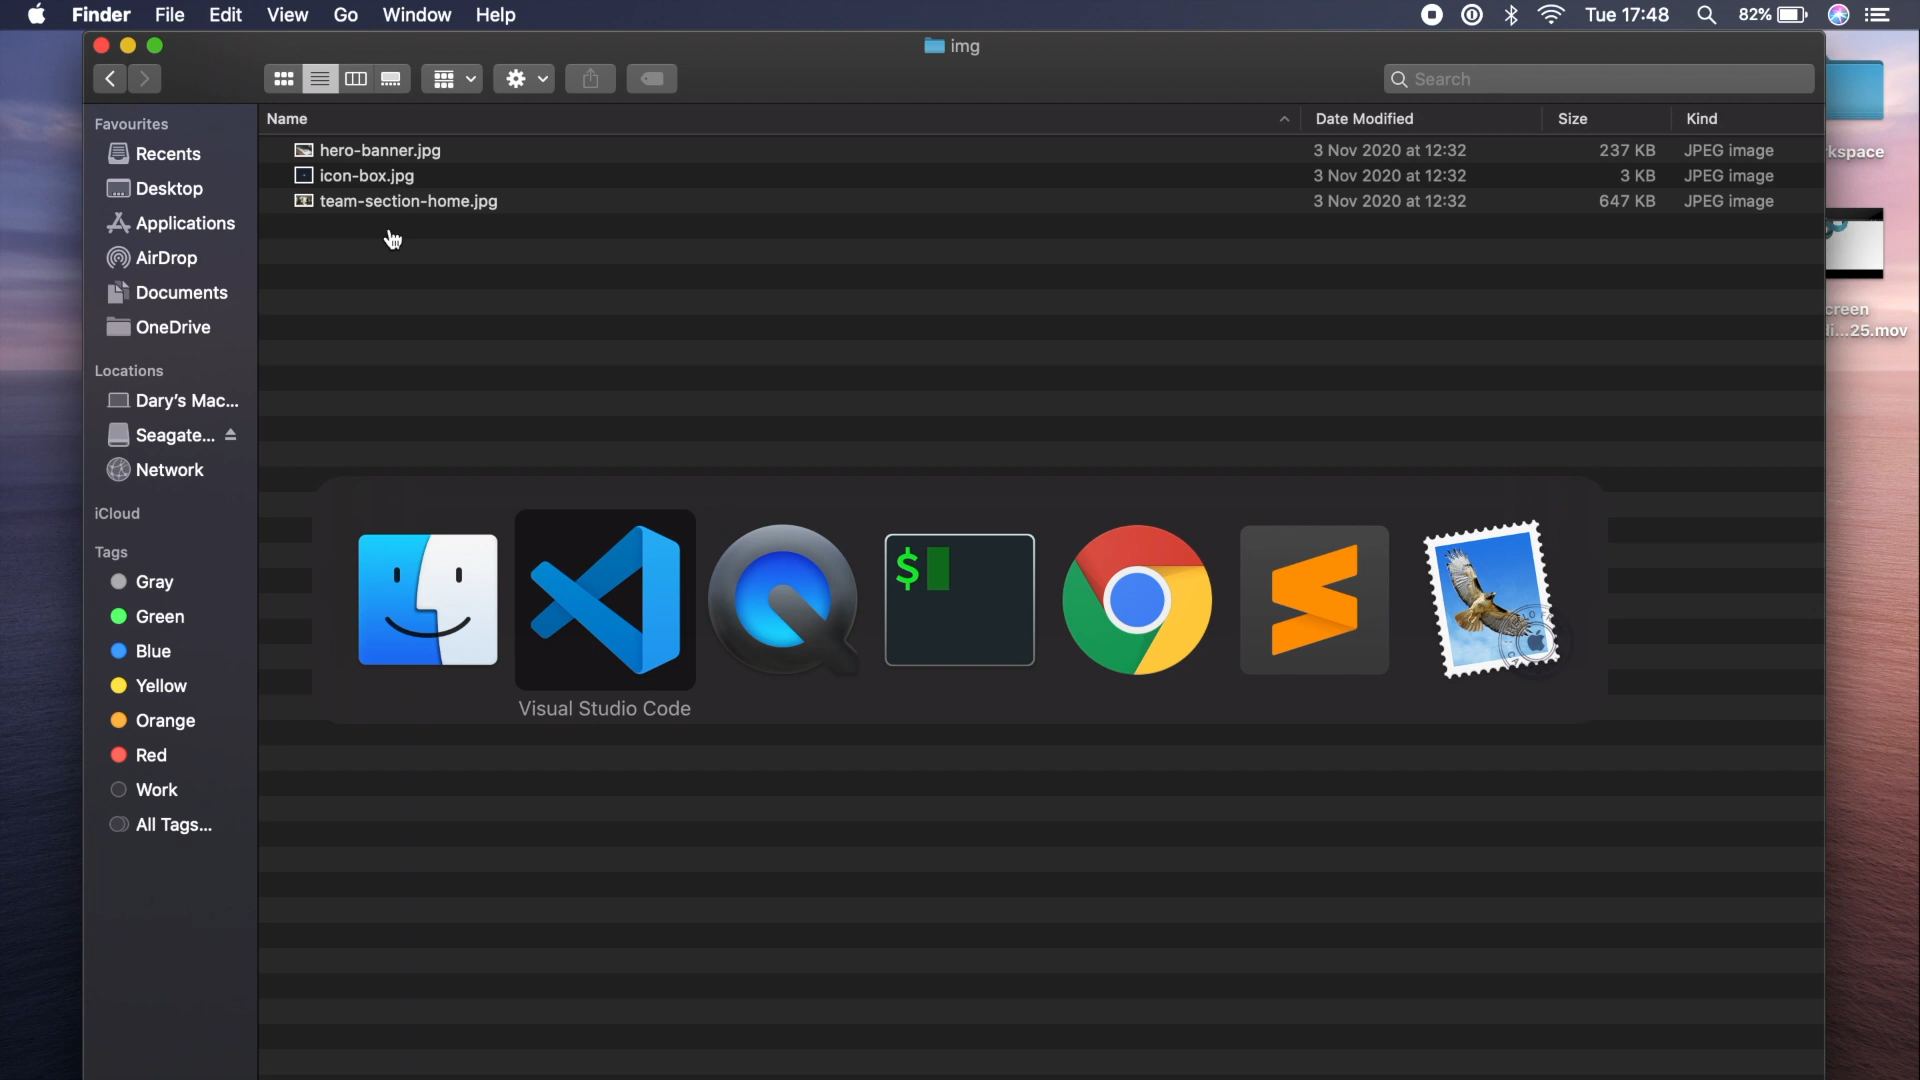 Finder File Edit View Go Window Help Tue 17:48 82%
img
Search
Favourites
Recents
Desktop
Applications
AirDrop
Documents
OneDrive
Locations
Dary's Mac...
Seagate...
Network
iCloud
Tags
Gray
Green
Blue
Yellow
Orange
Red
Work
All Tags...
Name Date Modified Size Kind
hero-banner.jpg 3 Nov 2020 at 12:32 237 KB JPEG image
icon-box.jpg 3 Nov 2020 at 12:32 3 KB JPEG image
team-section-home.jpg 3 Nov 2020 at 12:32 647 KB JPEG image
$
Visual Studio Code
kspace
creen
...25.mov